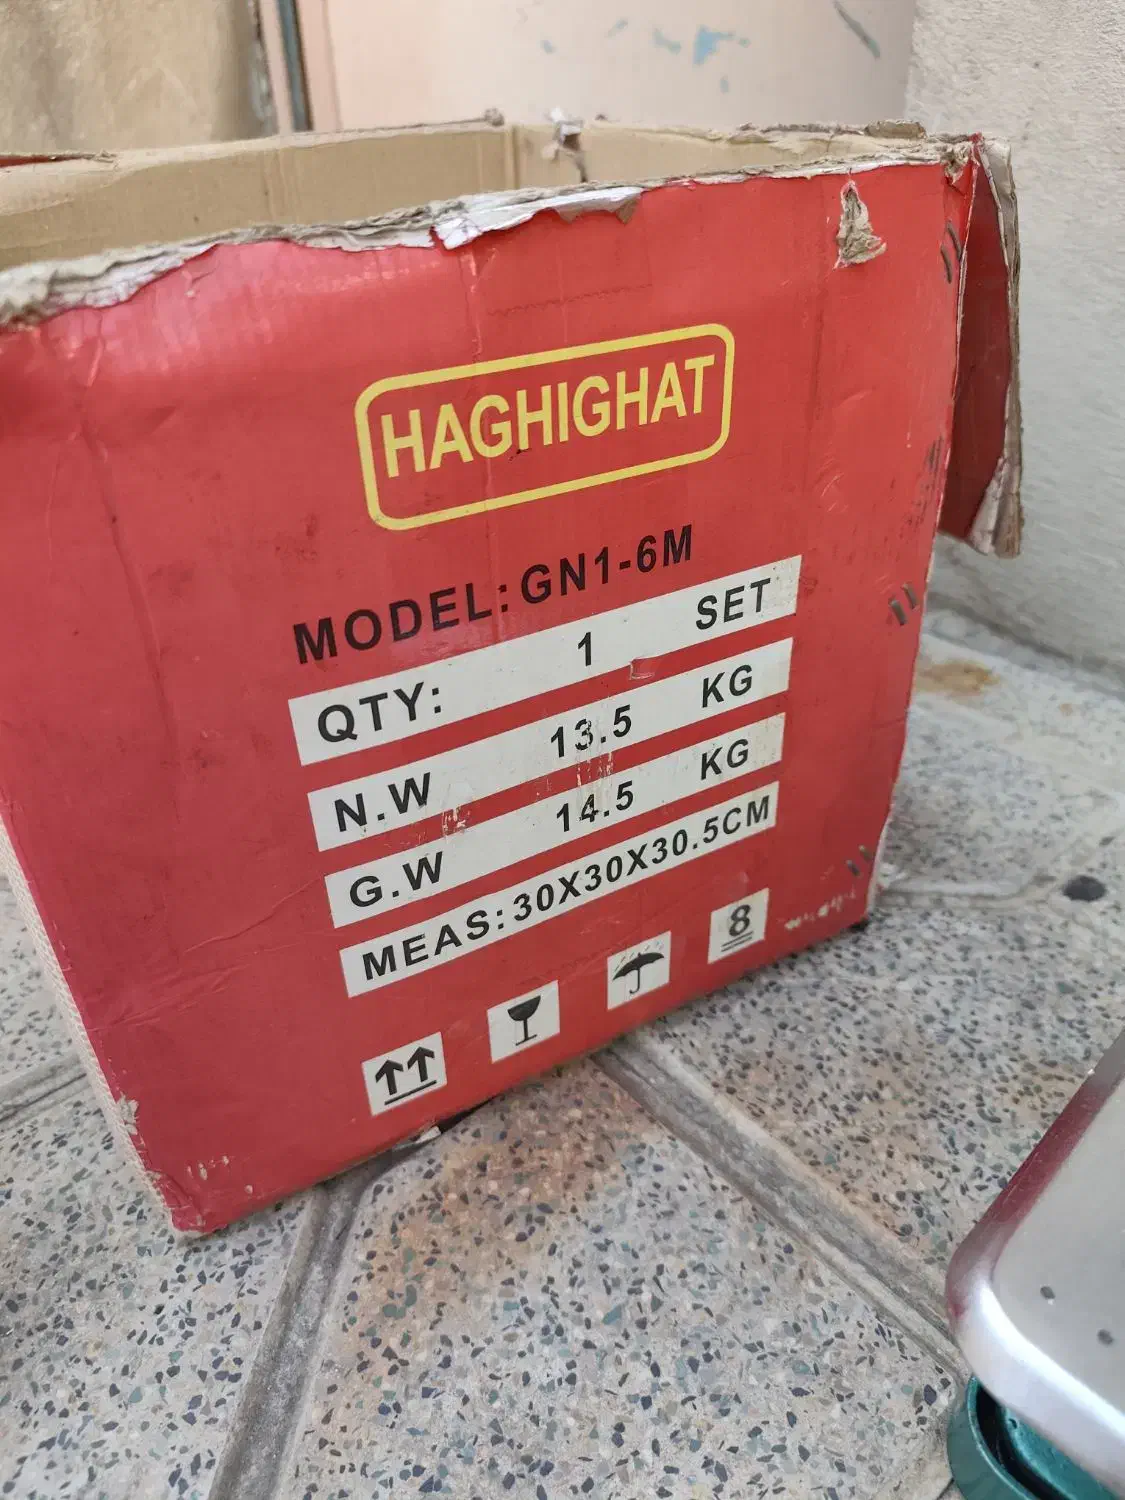 HAGHIGHAT
MODEL: GN1-6M
QTY: 1 SET
N.W 13.5 KG
G.W 14.5 KG
MEAS: 30X30X30.5CM
8